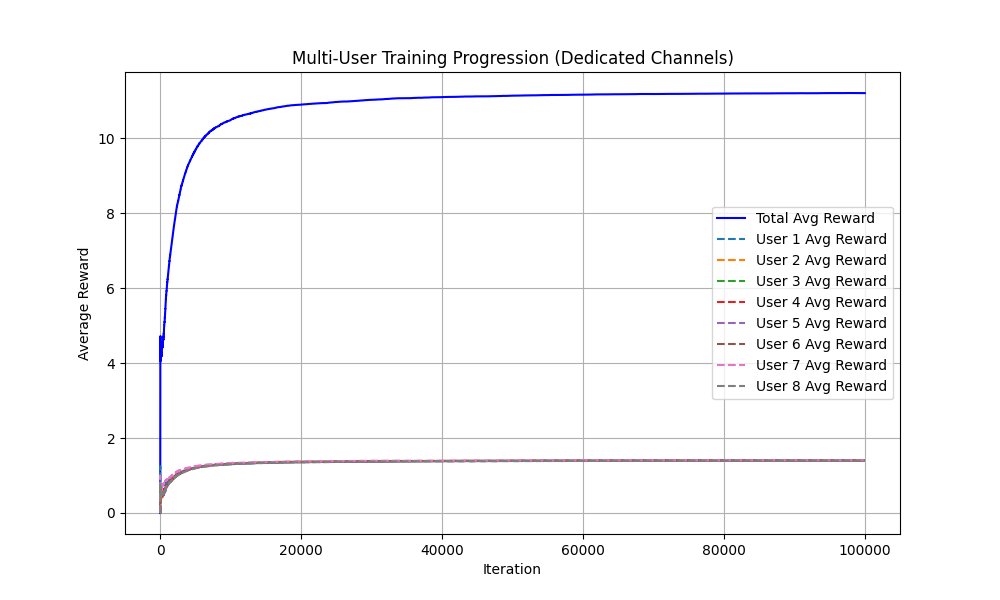 Multi-User Training Progression (Dedicated Channels)
Average Reward
10
8
6
4
2
0
Total Avg Reward
User 1 Avg Reward
User 2 Avg Reward
User 3 Avg Reward
User 4 Avg Reward
User 5 Avg Reward
User 6 Avg Reward
User 7 Avg Reward
User 8 Avg Reward
0 20000 40000 60000 80000 100000
Iteration